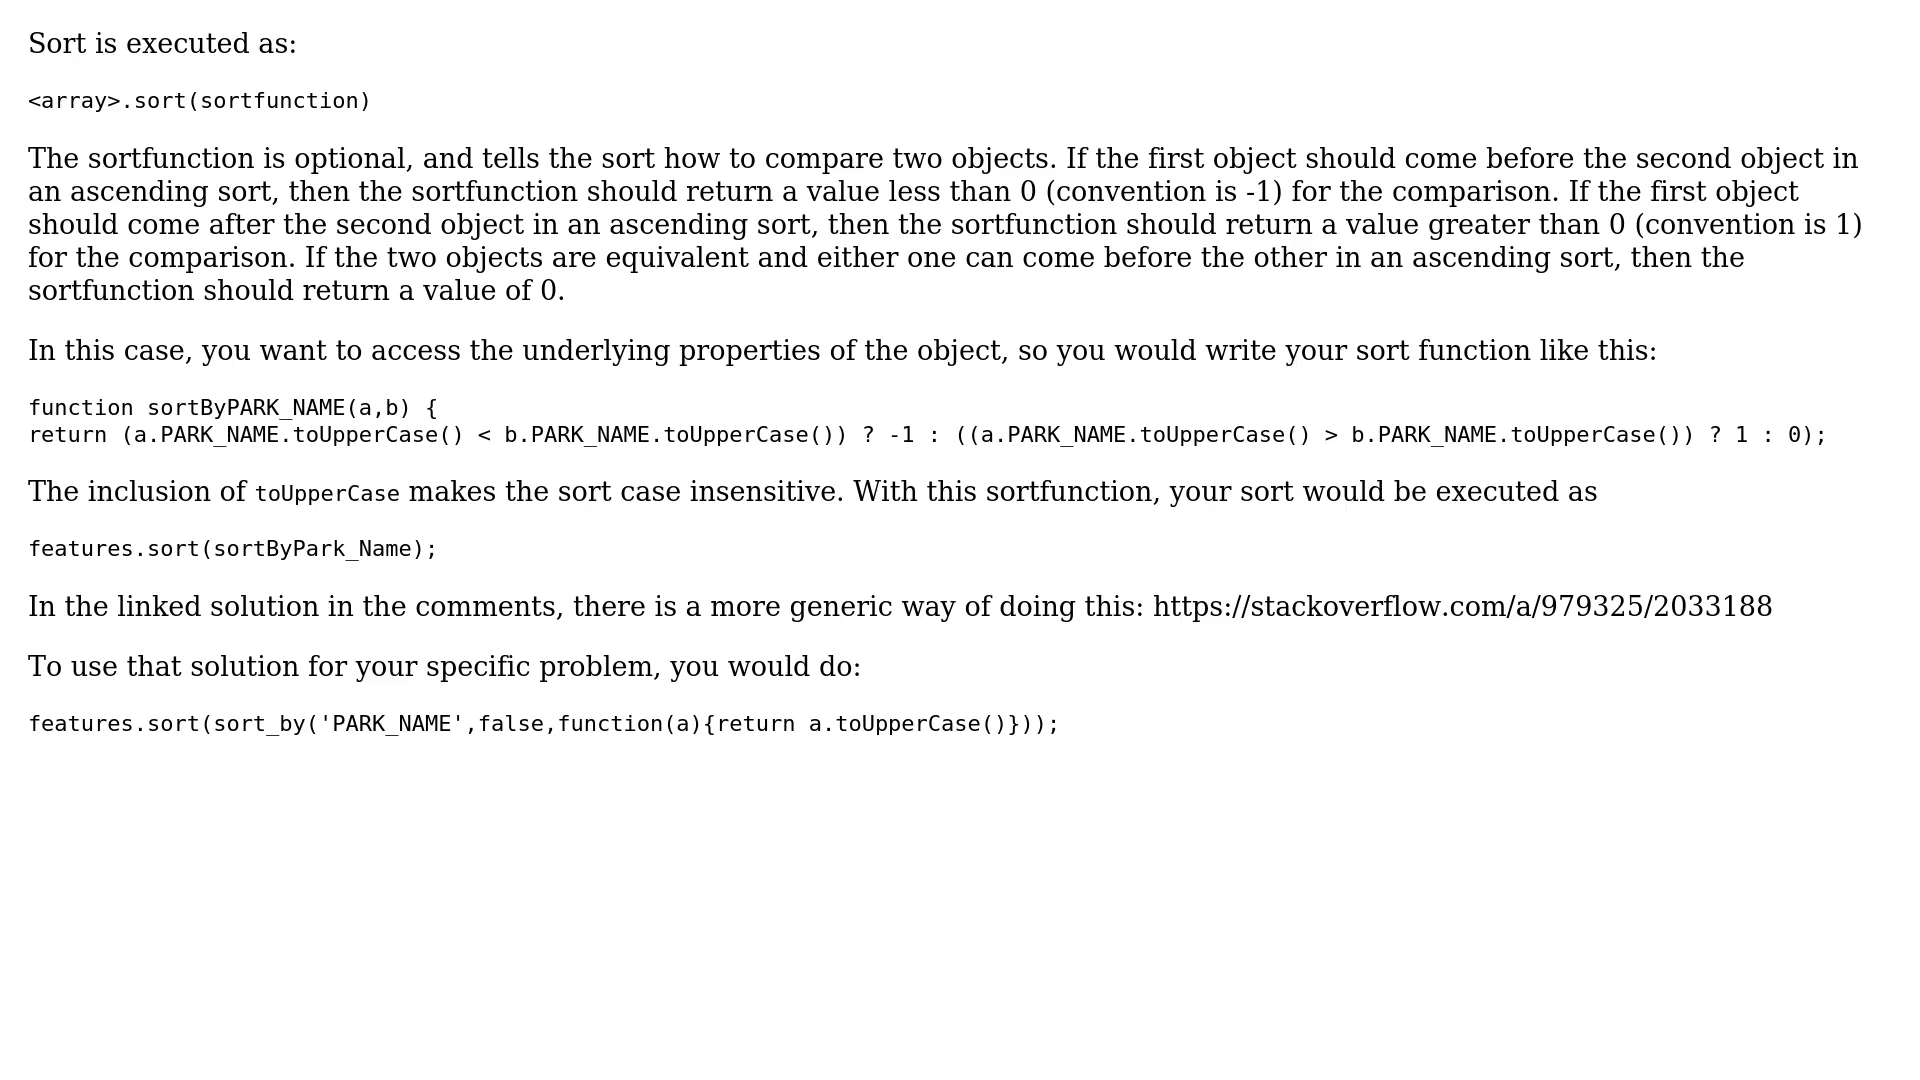 Sort is executed as:
<array>.sort(sortfunction)
The sortfunction is optional, and tells the sort how to compare two objects. If the first object should come before the second object in
an ascending sort, then the sortfunction should return a value less than 0 (convention is -1) for the comparison. If the first object
should come after the second object in an ascending sort, then the sortfunction should return a value greater than 0 (convention is 1)
for the comparison. If the two objects are equivalent and either one can come before the other in an ascending sort, then the
sortfunction should return a value of 0.
In this case, you want to access the underlying properties of the object, so you would write your sort function like this:
function sortByPARK_NAME(a,b) {
return (a.PARK_NAME.toUpperCase() < b.PARK_NAME.toUpperCase()) ? -1 : ((a.PARK_NAME.toUpperCase() > b.PARK_NAME.toUpperCase()) ? 1 : 0);
The inclusion of toUpperCase makes the sort case insensitive. With this sortfunction, your sort would be executed as
features.sort(sortByPark_Name);
In the linked solution in the comments, there is a more generic way of doing this: https://stackoverflow.com/a/979325/2033188
To use that solution for your specific problem, you would do:
features.sort(sort_by('PARK_NAME',false,function(a){return a.toUpperCase()}));